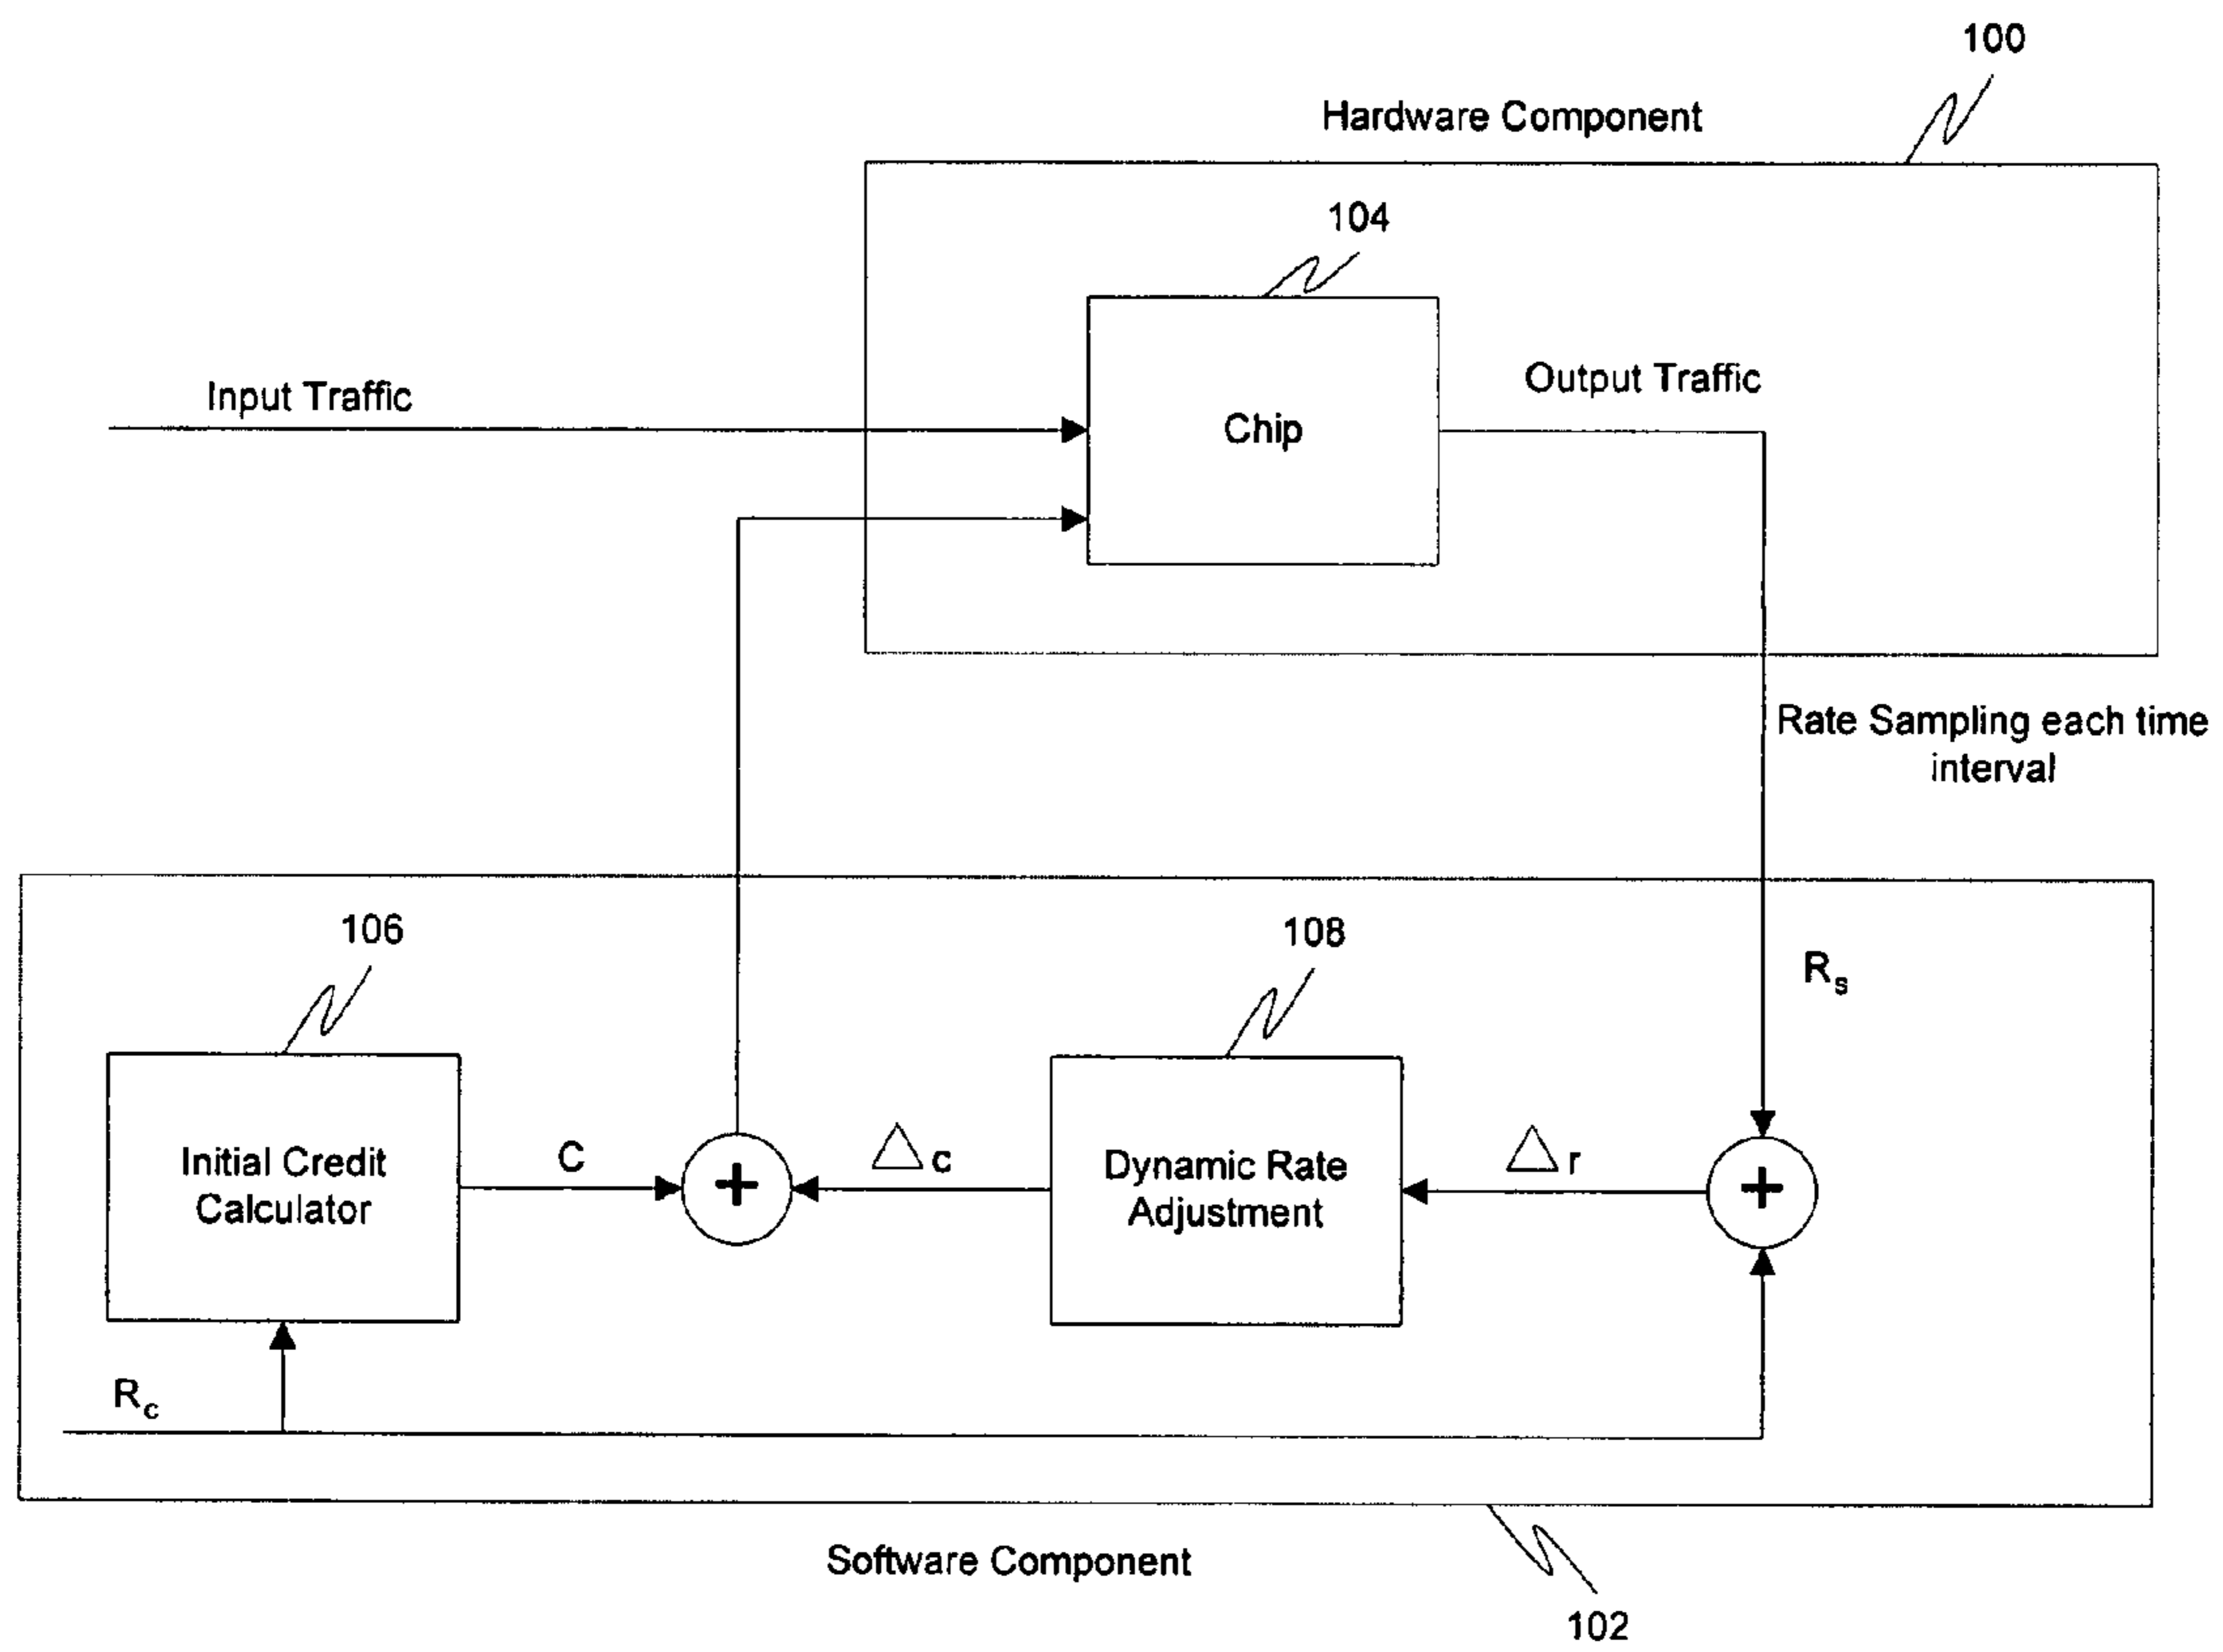 100
Hardware Component
104
Input Traffic
Chip
Output Traffic
Rate Sampling each time
interval
106
108
Rs
Initial Credit
Calculator
C
+
△c
Dynamic Rate
Adjustment
△r
+
Rc
Software Component
102